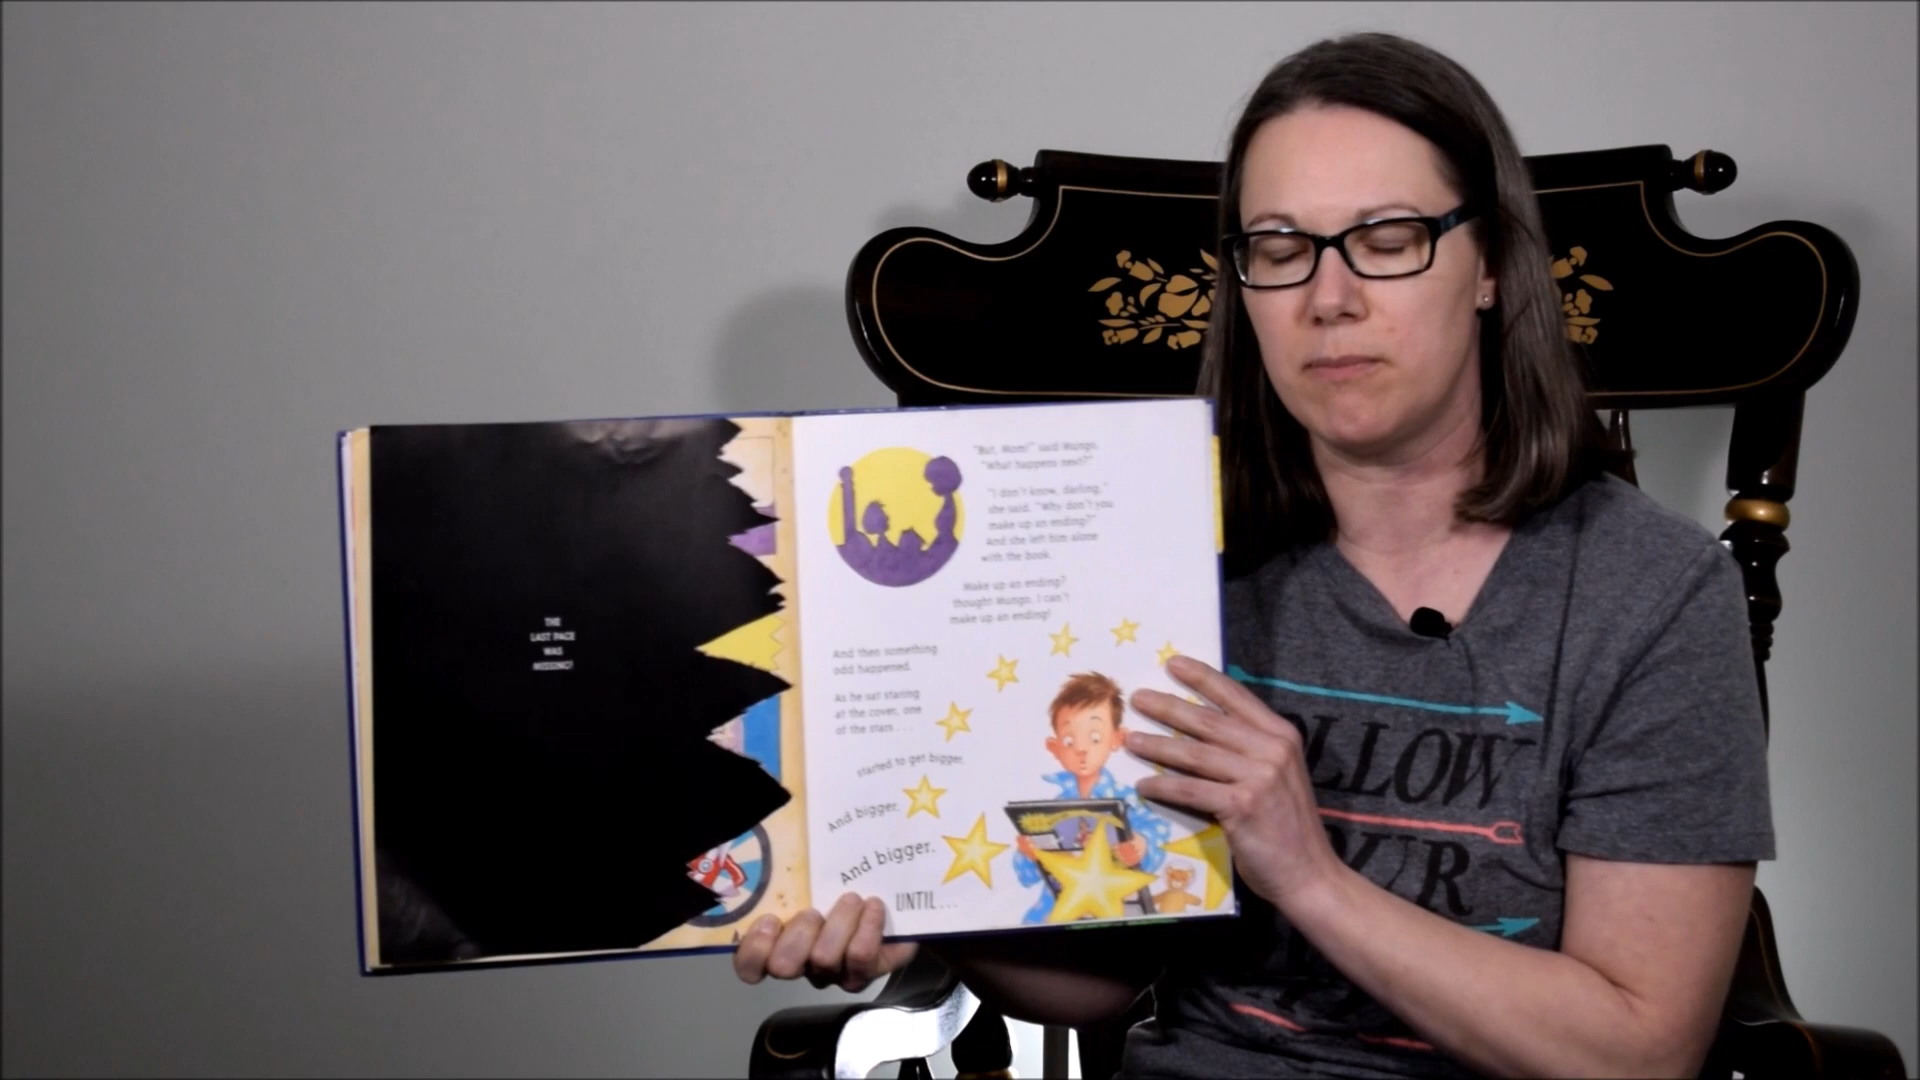 THE
LAST PAGE
WAS
MISSING!
"But, Mom!" said Mungo.
"What happens next?"
"I don't know, darling,"
she said. "Why don't you
make up an ending?"
And she left him alone
with the book.
Make up an ending?
thought Mungo. I can't
make up an ending!
And then something
odd happened.
As he sat staring
at the cover, one
of the stars . . .
started to get bigger.
And bigger.
And bigger.
UNTIL . . .
OLLOW
UR